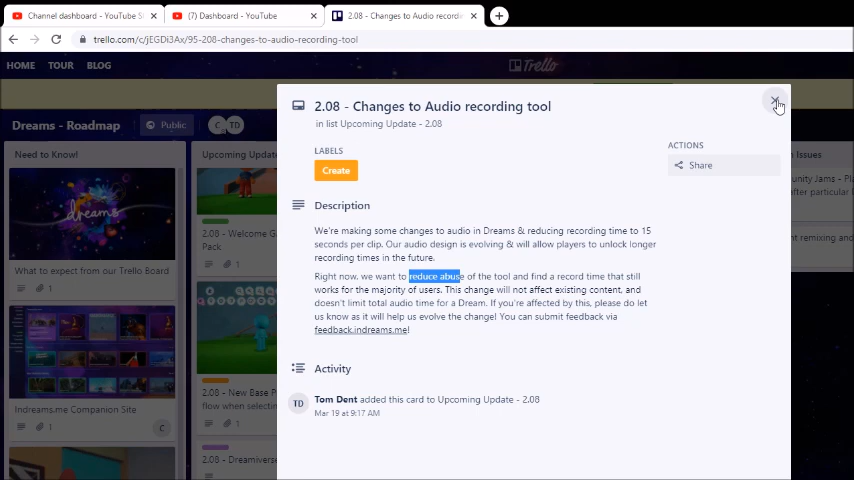 Channel dashboard - YouTube S
(7) Dashboard - YouTube
2.08 - Changes to Audio recordin
trello.com/c/jEGDi3Ax/95-208-changes-to-audio-recording-tool
HOME TOUR BLOG
Trello
Dreams - Roadmap
Public
C TD
Need to Know!
What to expect from our Trello Board
1
Indreams.me Companion Site
1
C
Upcoming Update
2.08 - Welcome Ga
Pack
1
2.08 - New Base P
flow when selectin
1
2.08 - Dreamiverse
2.08 - Changes to Audio recording tool
in list Upcoming Update - 2.08
LABELS
Create
Description
We're making some changes to audio in Dreams & reducing recording time to 15
seconds per clip. Our audio design is evolving & will allow players to unlock longer
recording times in the future.
Right now, we want to reduce abuse of the tool and find a record time that still
works for the majority of users. This change will not affect existing content, and
doesn't limit total audio time for a Dream. If you're affected by this, please do let
us know as it will help us evolve the change! You can submit feedback via
feedback.indreams.me!
Activity
TD
Tom Dent added this card to Upcoming Update - 2.08
Mar 19 at 9:17 AM
ACTIONS
Share
n Issues
unity Jams - Pl
after particular l
nt remixing and